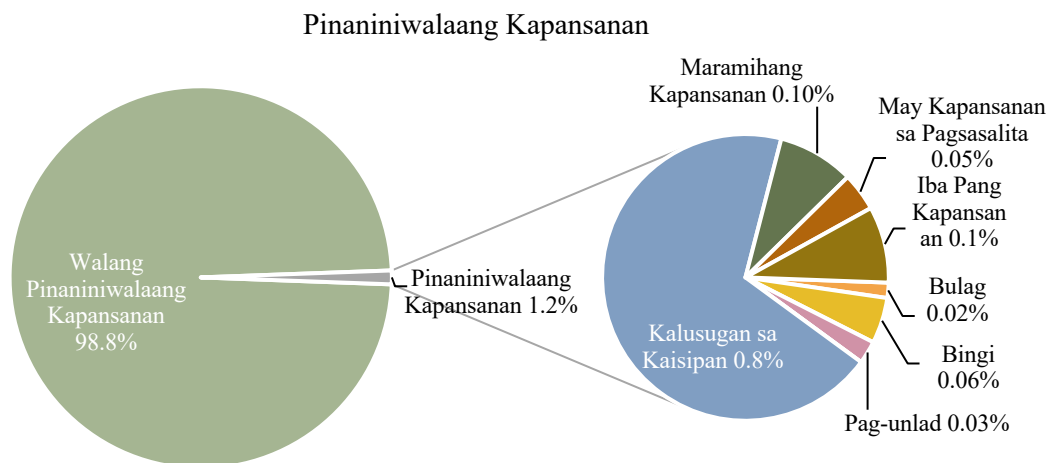 Pinaniniwalaang Kapansanan
Walang
Pinaniniwalaang
Kapansanan
98.8%
Pinaniniwalaang
Kapansanan 1.2%
Maramihang
Kapansanan 0.10%
May Kapansanan
sa Pagsasalita
0.05%
Iba Pang
Kapansan
an 0.1%
Bulag
0.02%
Bingi
0.06%
Pag-unlad 0.03%
Kalusugan sa
Kaisipan 0.8%